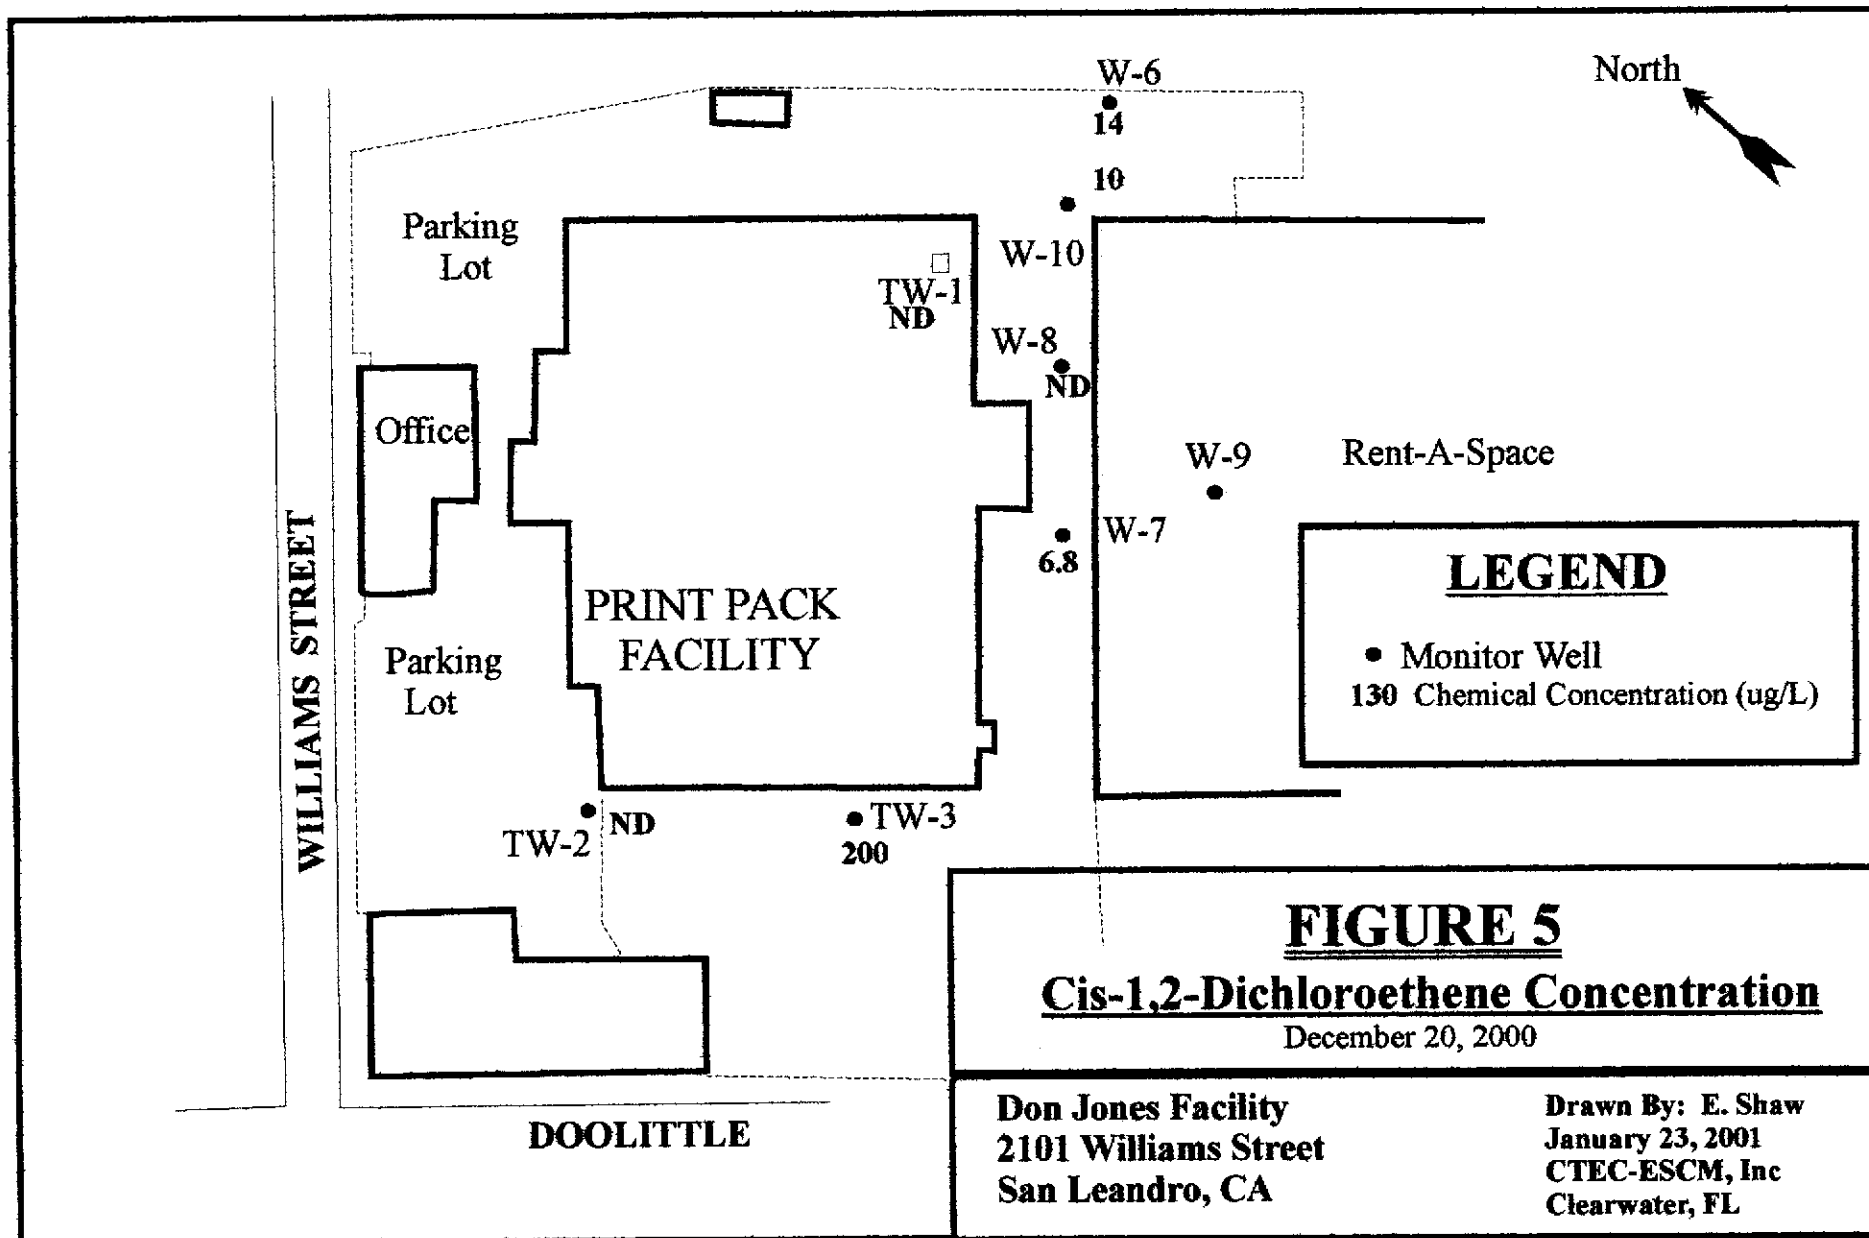 W-6
North
14
10
Parking
Lot
W-10
TW-1
ND
W-8
ND
Office
W-9
Rent-A-Space
W-7
6.8
WILLIAMS STREET
PRINT PACK
FACILITY
Parking
Lot
LEGEND
● Monitor Well
130 Chemical Concentration (ug/L)
TW-2
ND
TW-3
200
FIGURE 5
Cis-1,2-Dichloroethene Concentration
December 20, 2000
DOOLITTLE
Don Jones Facility
2101 Williams Street
San Leandro, CA
Drawn By: E. Shaw
January 23, 2001
CTEC-ESCM, Inc
Clearwater, FL